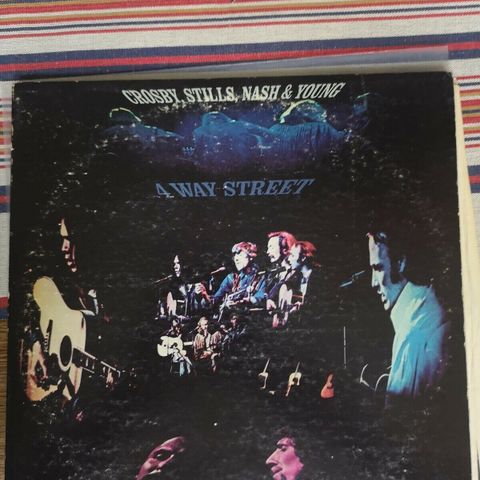 CROSBY, STILLS, NASH & YOUNG
4 WAY STREET